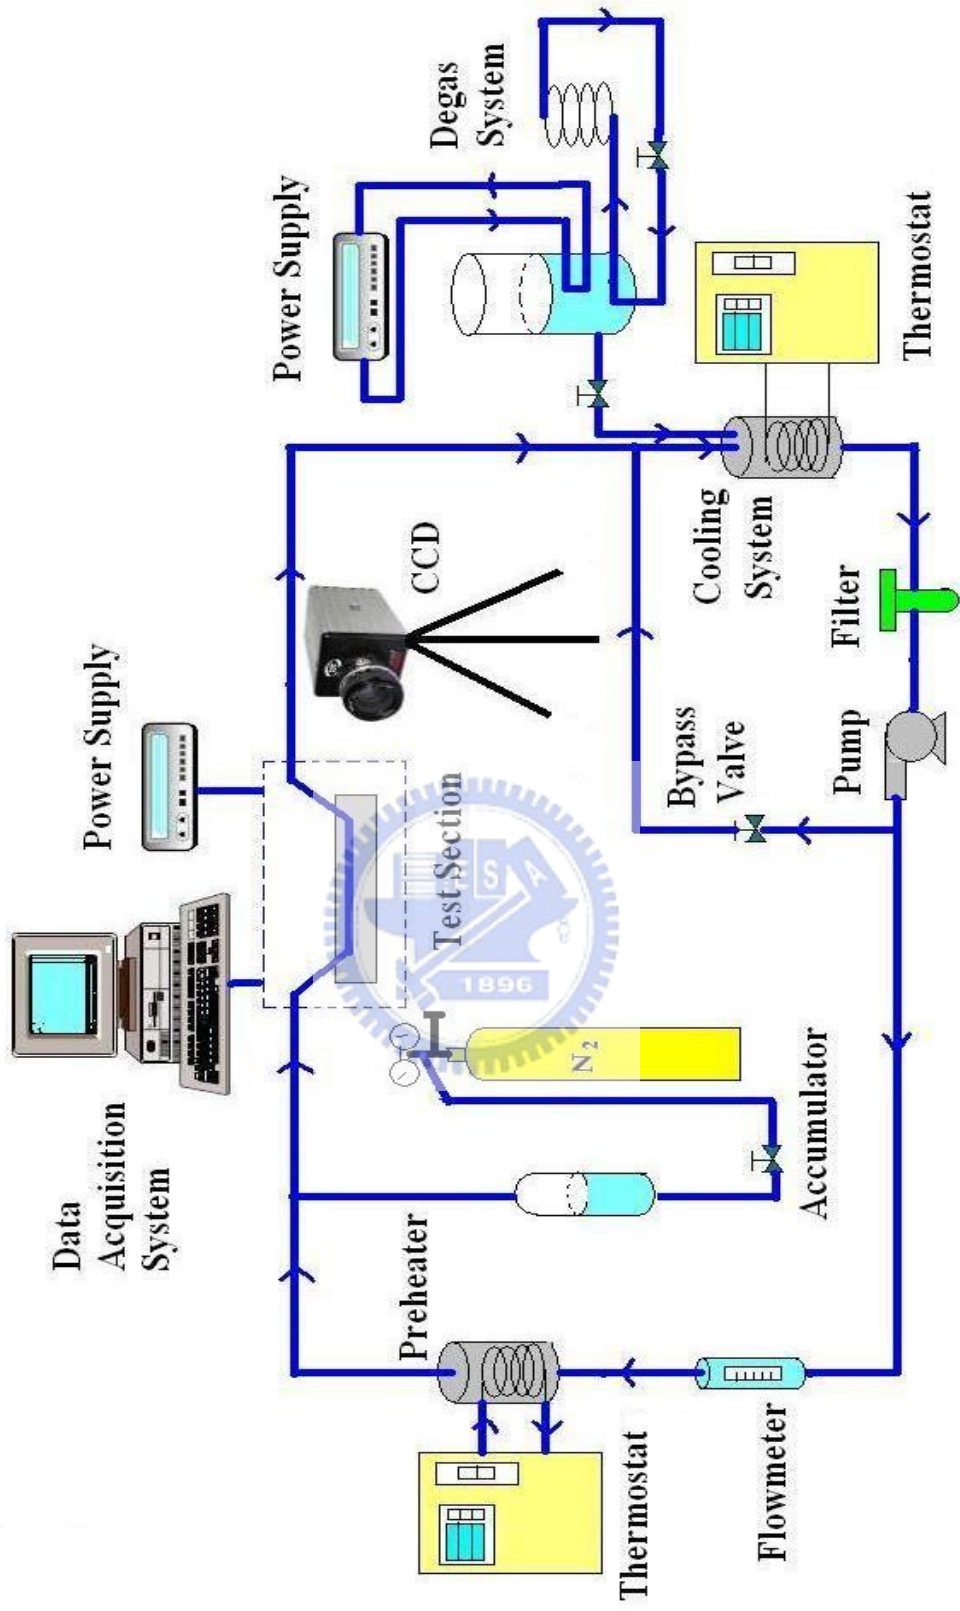 Data
Acquisition
System
Power Supply
Power Supply
Degas
System
CCD
Test Section
1896
N2
Thermostat
Preheater
Accumulator
Bypass
Valve
Cooling
System
Thermostat
Flowmeter
Pump
Filter